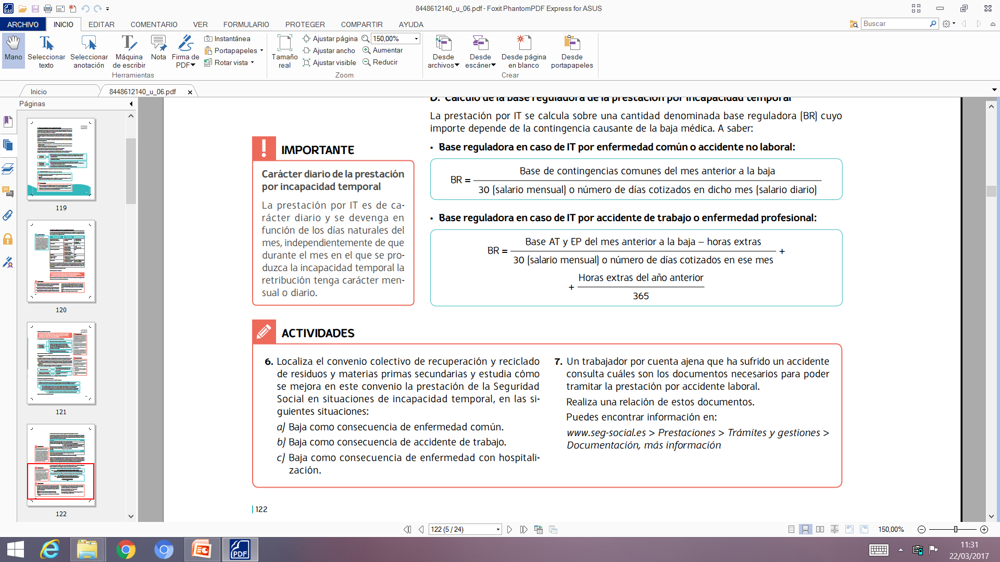 8448612140_u_06.pdf - Foxit PhantomPDF Express for ASUS
ARCHIVO INICIO EDITAR COMENTARIO VER FORMULARIO PROTEGER COMPARTIR AYUDA
Buscar
Mano
Seleccionar texto
Seleccionar anotación
Máquina de escribir
Nota
Firma de PDF
Instantánea
Portapapeles
Rotar vista
Herramientas
Tamaño real
Ajustar página
Ajustar ancho
Ajustar visible
150,00%
Aumentar
Reducir
Zoom
Desde archivos
Desde escáner
Desde página en blanco
Desde portapapeles
Crear
Inicio
8448612140_u_06.pdf
Páginas
119
120
121
122
D. Cálculo de la base reguladora de la prestación por incapacidad temporal
La prestación por IT se calcula sobre una cantidad denominada base reguladora (BR) cuyo
importe depende de la contingencia causante de la baja médica. A saber:
• Base reguladora en caso de IT por enfermedad común o accidente no laboral:
BR =
Base de contingencias comunes del mes anterior a la baja
30 (salario mensual) o número de días cotizados en dicho mes (salario diario)
• Base reguladora en caso de IT por accidente de trabajo o enfermedad profesional:
BR =
Base AT y EP del mes anterior a la baja – horas extras
30 (salario mensual) o número de días cotizados en ese mes
+
+
Horas extras del año anterior
365
! IMPORTANTE
Carácter diario de la prestación
por incapacidad temporal
La prestación por IT es de ca-
rácter diario y se devenga en
función de los días naturales del
mes, independientemente de que
durante el mes en el que se pro-
duzca la incapacidad temporal la
retribución tenga carácter men-
sual o diario.
ACTIVIDADES
6. Localiza el convenio colectivo de recuperación y reciclado
de residuos y materias primas secundarias y estudia cómo
se mejora en este convenio la prestación de la Seguridad
Social en situaciones de incapacidad temporal, en las si-
guientes situaciones:
a) Baja como consecuencia de enfermedad común.
b) Baja como consecuencia de accidente de trabajo.
c) Baja como consecuencia de enfermedad con hospitali-
zación.
7. Un trabajador por cuenta ajena que ha sufrido un accidente
consulta cuáles son los documentos necesarios para poder
tramitar la prestación por accidente laboral.
Realiza una relación de estos documentos.
Puedes encontrar información en:
www.seg-social.es > Prestaciones > Trámites y gestiones >
Documentación, más información
122
122 (5 / 24)
150,00%
PDF
11:31
22/03/2017